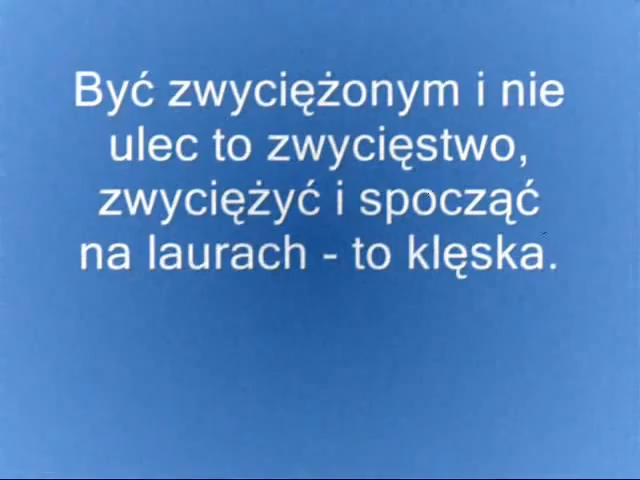 Być zwyciężonym i nie
ulec to zwycięstwo,
zwyciężyć i spocząć
na laurach - to klęska.